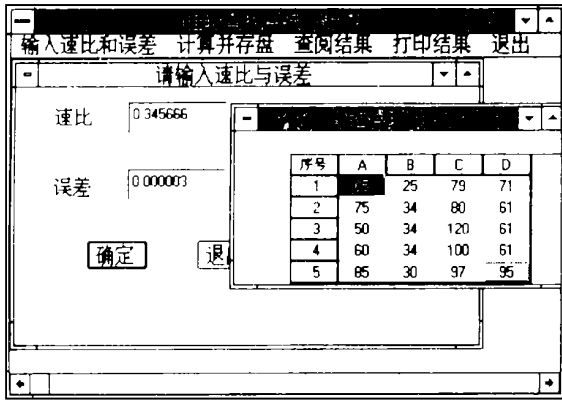 输入速比和误差 计算并存盘 查阅结果 打印结果 退出
请输入速比与误差
速比 0.345666
误差 0.000003
确定
序号 A B C D
1 25 79 71
2 75 34 80 61
3 50 34 120 61
4 60 34 100 61
5 85 30 97 95